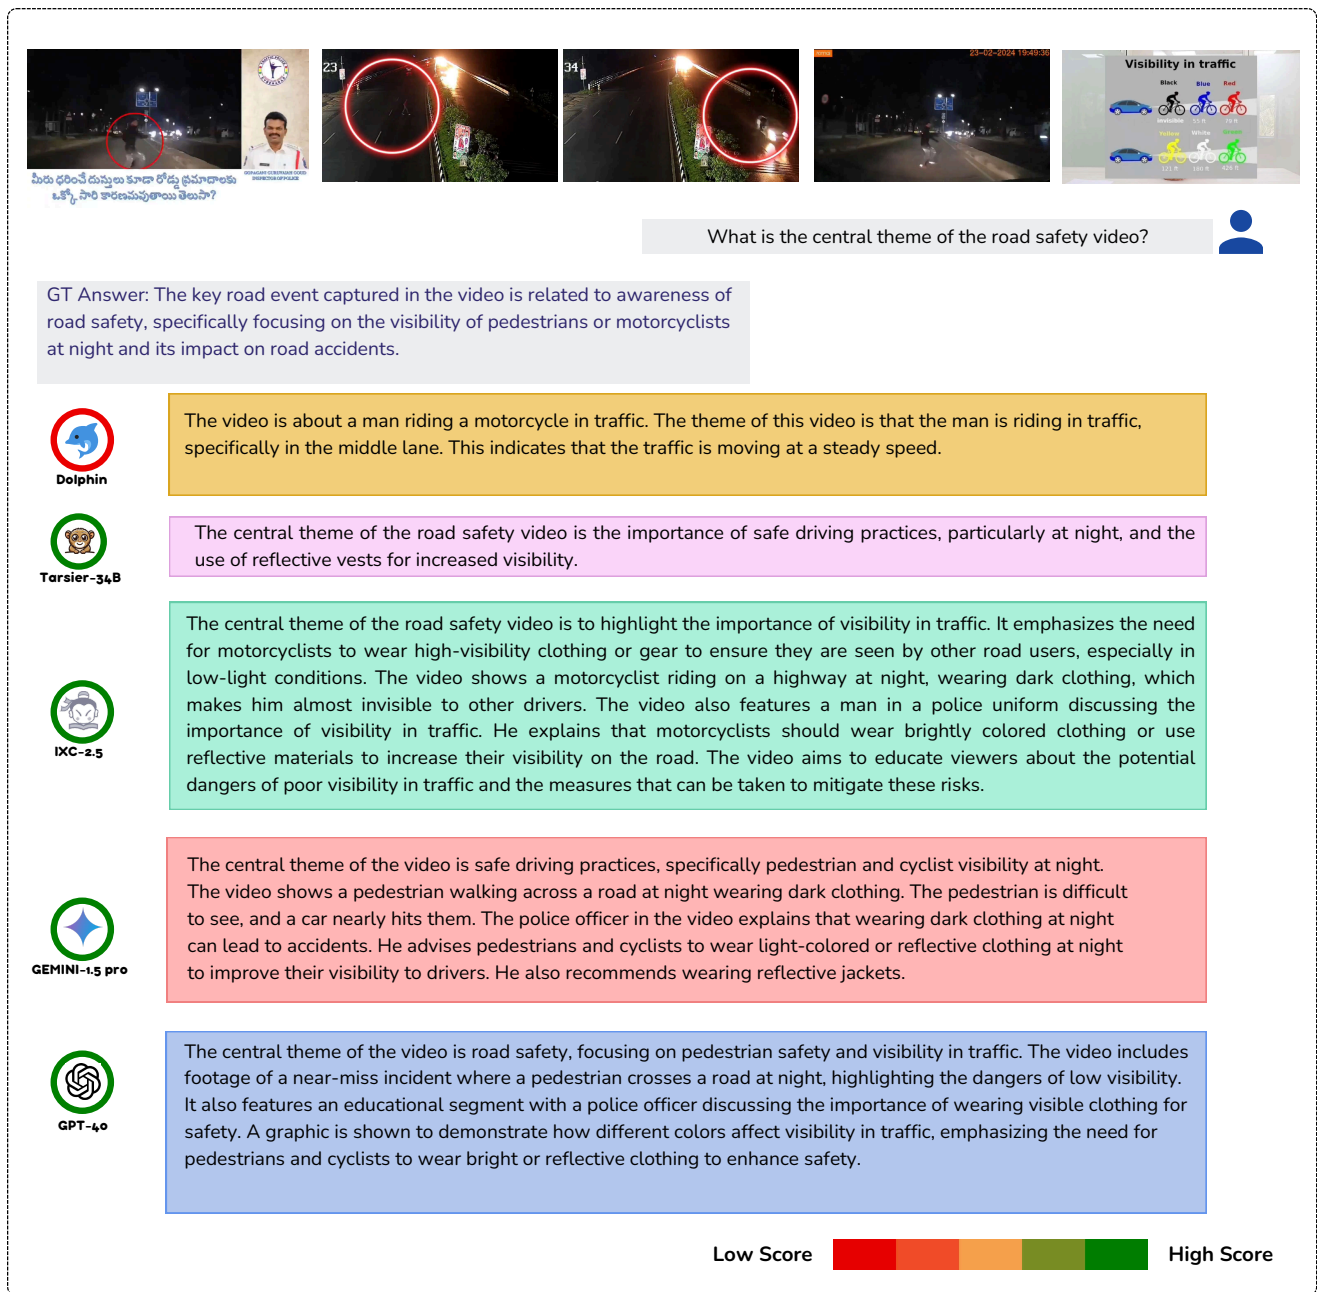 మీరు ధరించే దుస్తులు కూడా రోడ్డు ప్రమాదాలకు
ఒక్కో సారి కారణమవుతాయి తెలుసా?
INSPECTOR OF POLICE
23
34
23-02-2024 19:49:36
Visibility in traffic
Black
Blue
Red
invisible
55 ft
Yellow
White
Green
What is the central theme of the road safety video?
GT Answer: The key road event captured in the video is related to awareness of
road safety, specifically focusing on the visibility of pedestrians or motorcyclists
at night and its impact on road accidents.
Dolphin
The video is about a man riding a motorcycle in traffic. The theme of this video is that the man is riding in traffic,
specifically in the middle lane. This indicates that the traffic is moving at a steady speed.
Tarsier-34B
The central theme of the road safety video is the importance of safe driving practices, particularly at night, and the
use of reflective vests for increased visibility.
IXC-2.5
The central theme of the road safety video is to highlight the importance of visibility in traffic. It emphasizes the need
for motorcyclists to wear high-visibility clothing or gear to ensure they are seen by other road users, especially in
low-light conditions. The video shows a motorcyclist riding on a highway at night, wearing dark clothing, which
makes him almost invisible to other drivers. The video also features a man in a police uniform discussing the
importance of visibility in traffic. He explains that motorcyclists should wear brightly colored clothing or use
reflective materials to increase their visibility on the road. The video aims to educate viewers about the potential
dangers of poor visibility in traffic and the measures that can be taken to mitigate these risks.
GEMINI-1.5 pro
The central theme of the video is safe driving practices, specifically pedestrian and cyclist visibility at night.
The video shows a pedestrian walking across a road at night wearing dark clothing. The pedestrian is difficult
to see, and a car nearly hits them. The police officer in the video explains that wearing dark clothing at night
can lead to accidents. He advises pedestrians and cyclists to wear light-colored or reflective clothing at night
to improve their visibility to drivers. He also recommends wearing reflective jackets.
GPT-4o
The central theme of the video is road safety, focusing on pedestrian safety and visibility in traffic. The video includes
footage of a near-miss incident where a pedestrian crosses a road at night, highlighting the dangers of low visibility.
It also features an educational segment with a police officer discussing the importance of wearing visible clothing for
safety. A graphic is shown to demonstrate how different colors affect visibility in traffic, emphasizing the need for
pedestrians and cyclists to wear bright or reflective clothing to enhance safety.
Low Score
High Score